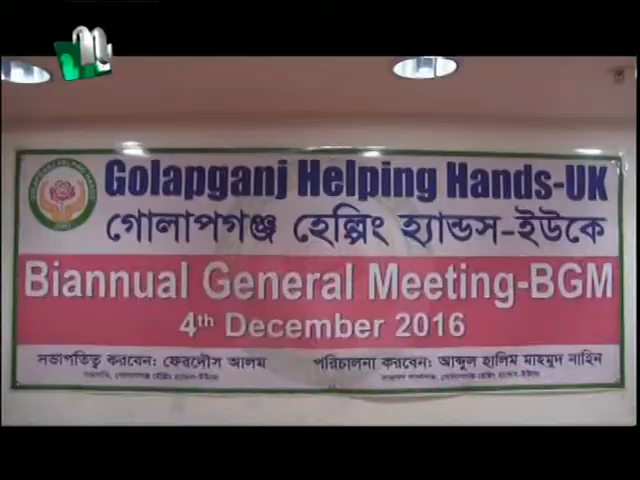 Golapganj Helping Hands-UK
গোলাপগঞ্জ হেল্পিং হ্যান্ডস-ইউকে
Biannual General Meeting-BGM
4th December 2016
সভাপতিত্ব করবেন: ফেরদৌস আলম পরিচালনা করবেন: আব্দুল হালিম মাহমুদ নাহিন